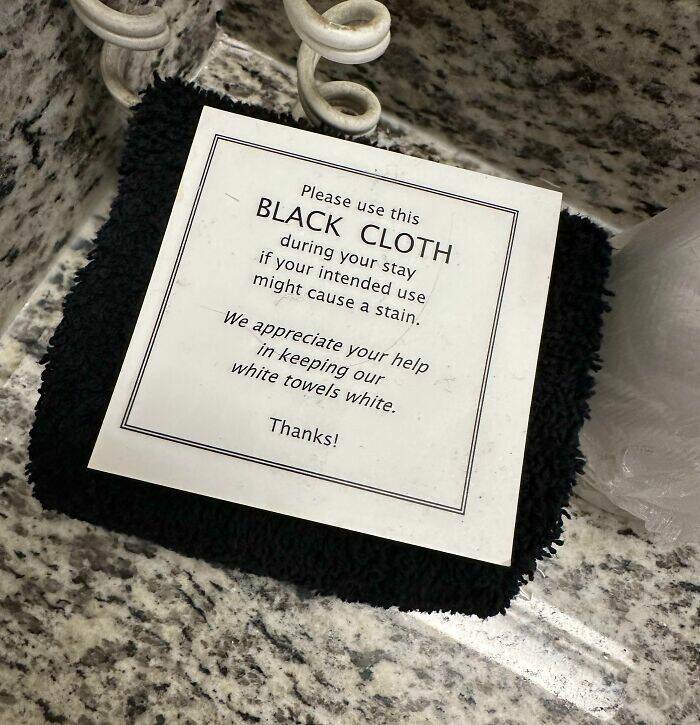 Please use this
BLACK CLOTH
during your stay
if your intended use
might cause a stain.
We appreciate your help
in keeping our
white towels white.
Thanks!